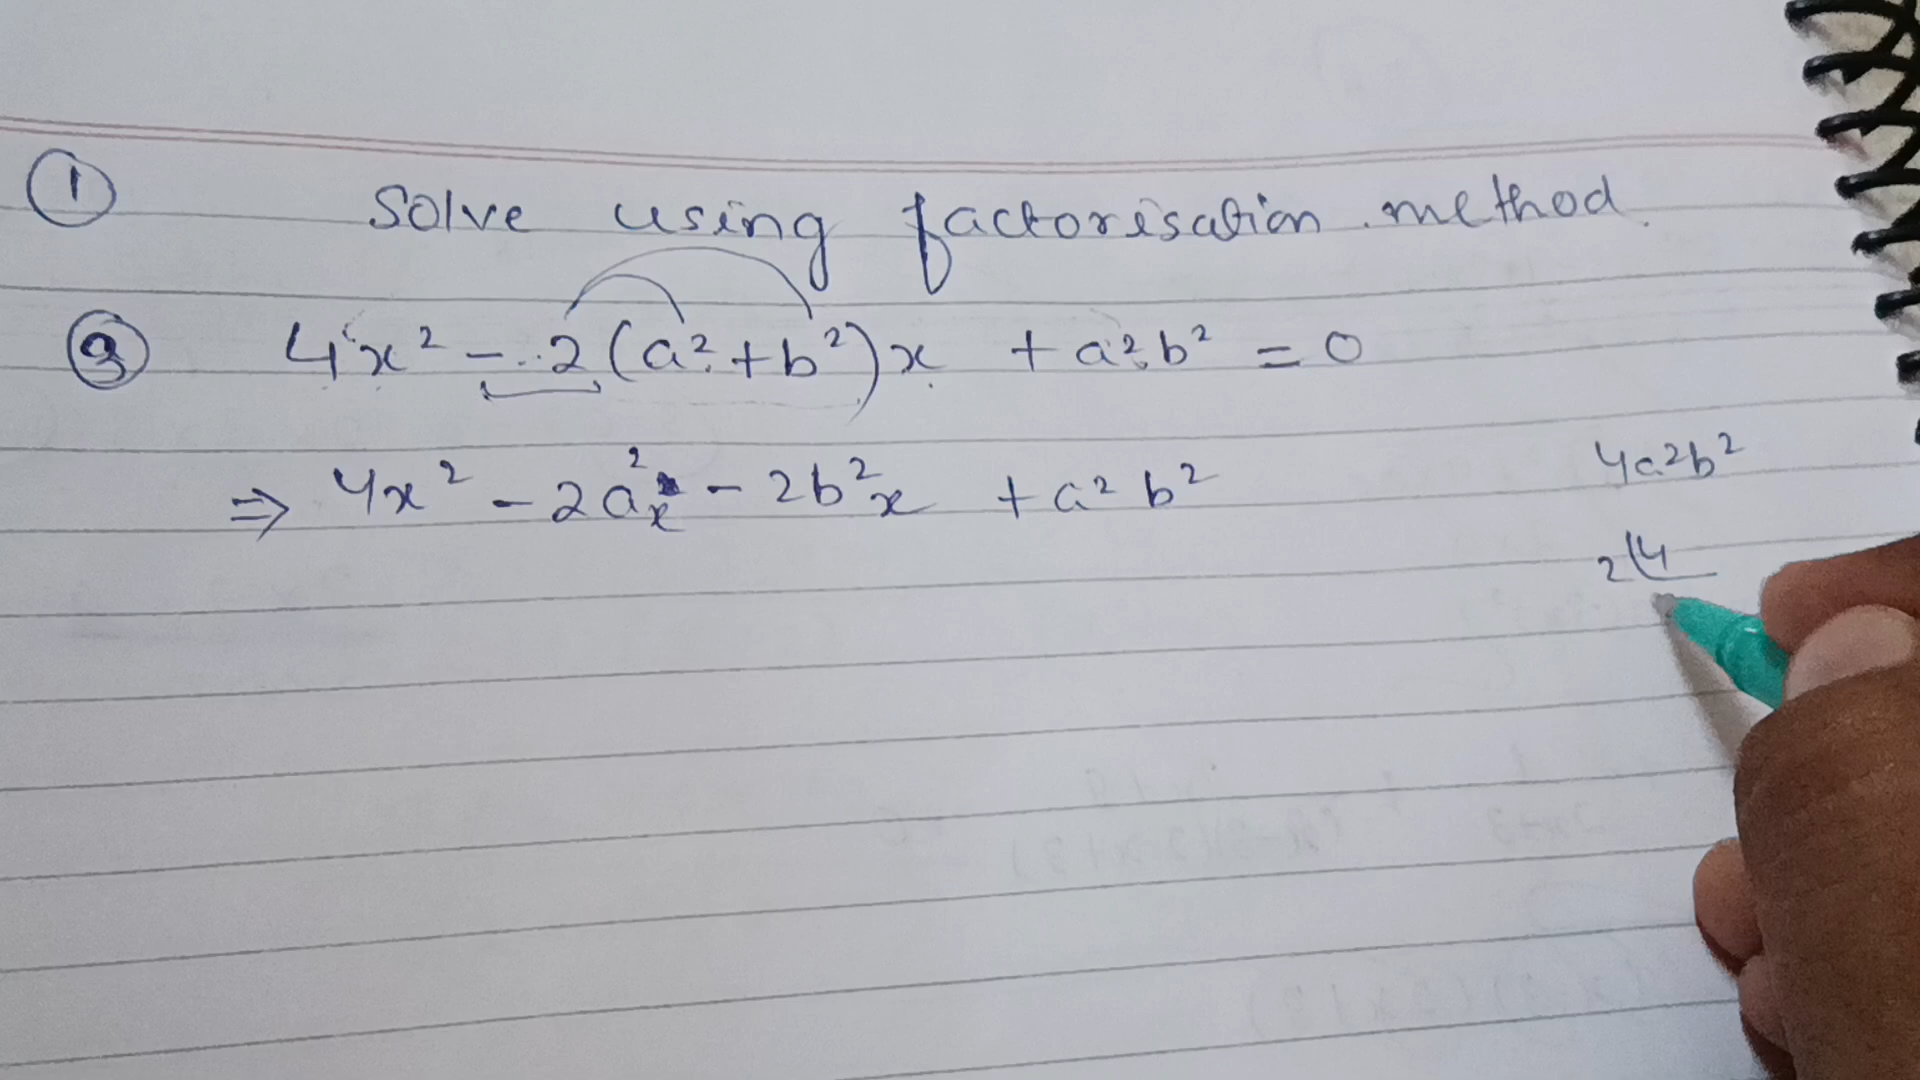 ① Solve using factorisation method.
③ 4x² - 2(a²+b²)x + a²b² = 0
⇒ 4x² - 2a²x - 2b²x + a²b²
4a²b²
2 4